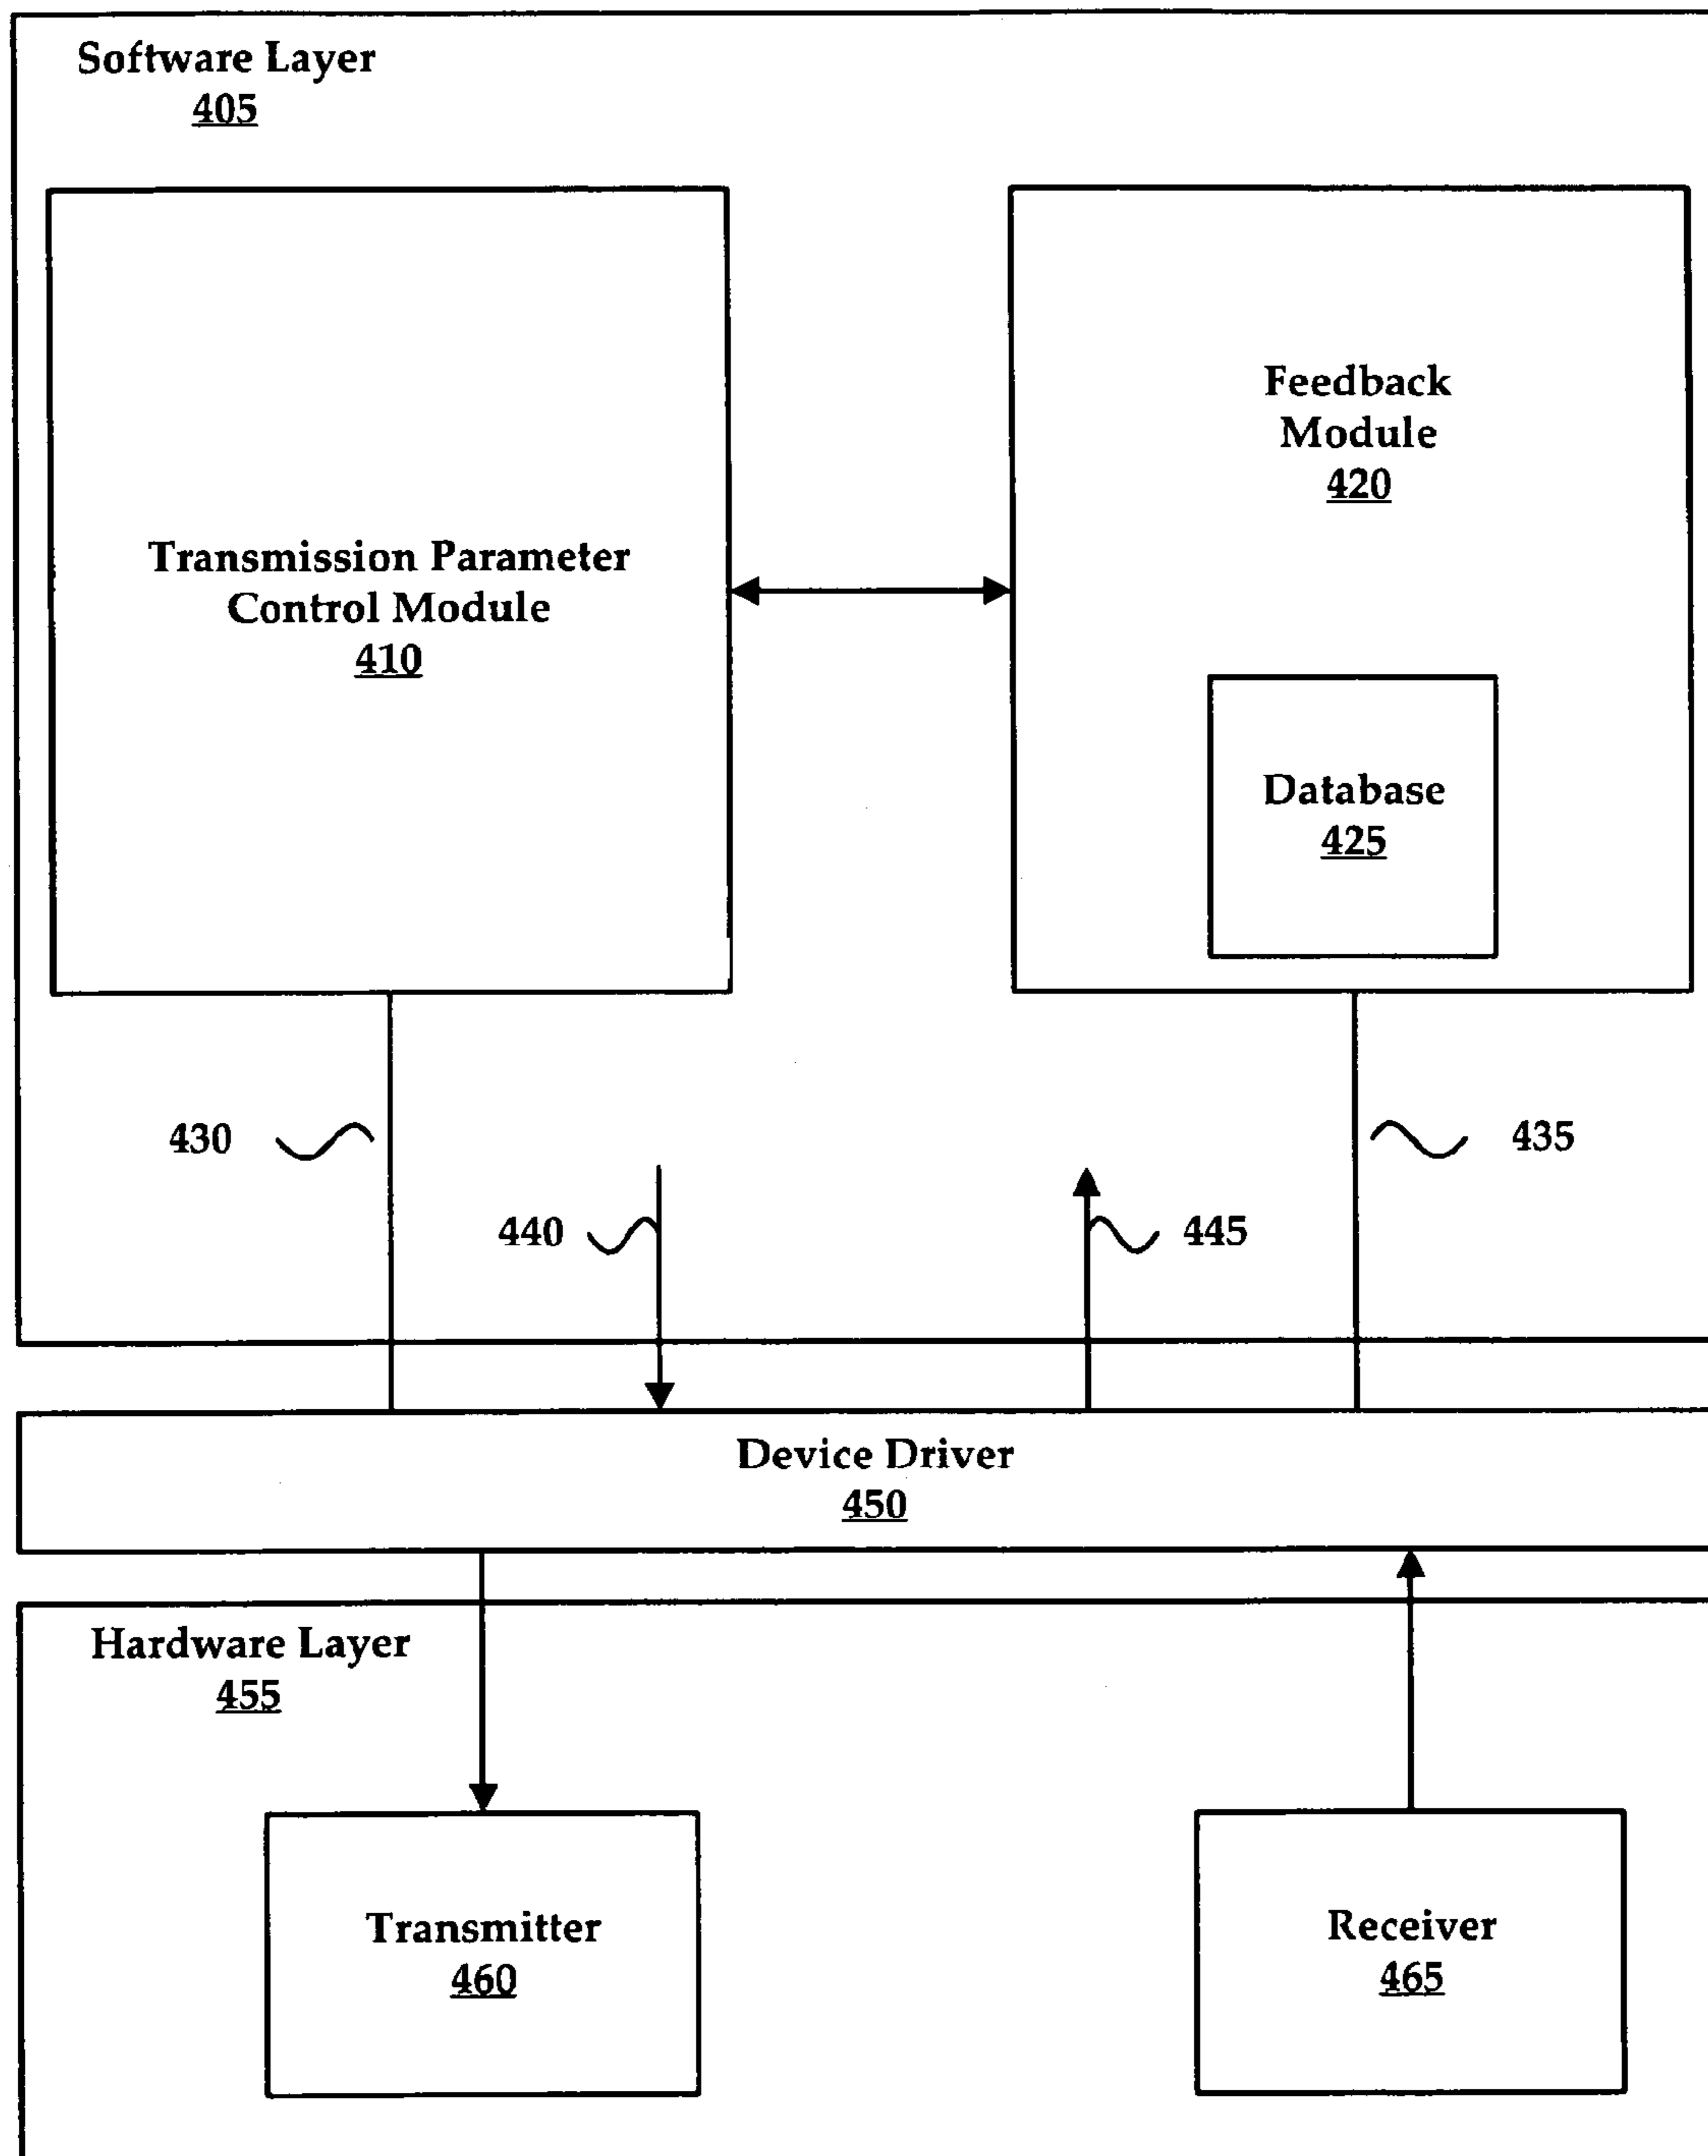 Software Layer
405
Transmission Parameter
Control Module
410
Feedback
Module
420
Database
425
430
435
440
445
Device Driver
450
Hardware Layer
455
Transmitter
460
Receiver
465